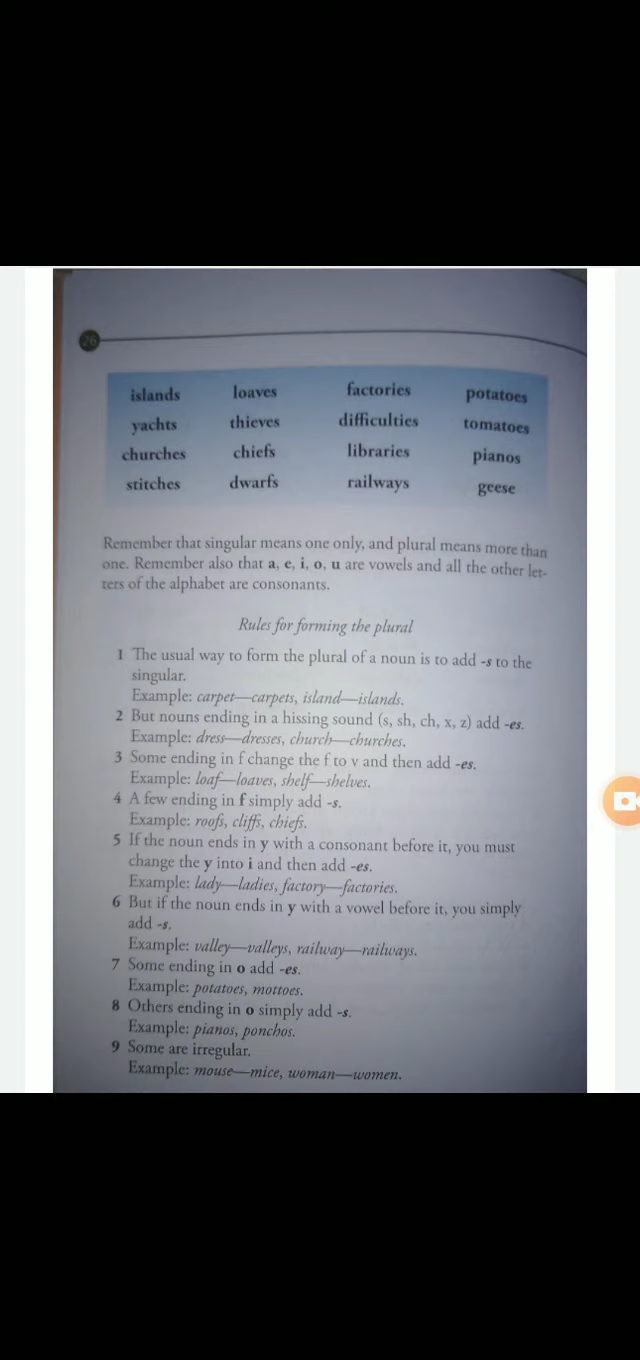 26
islands loaves factories potatoes
yachts thieves difficulties tomatoes
churches chiefs libraries pianos
stitches dwarfs railways geese
Remember that singular means one only, and plural means more than
one. Remember also that a, e, i, o, u are vowels and all the other let-
ters of the alphabet are consonants.
Rules for forming the plural
1 The usual way to form the plural of a noun is to add -s to the
singular.
Example: carpet—carpets, island—islands.
2 But nouns ending in a hissing sound (s, sh, ch, x, z) add -es.
Example: dress—dresses, church—churches.
3 Some ending in f change the f to v and then add -es.
Example: loaf—loaves, shelf—shelves.
4 A few ending in f simply add -s.
Example: roofs, cliffs, chiefs.
5 If the noun ends in y with a consonant before it, you must
change the y into i and then add -es.
Example: lady—ladies, factory—factories.
6 But if the noun ends in y with a vowel before it, you simply
add -s.
Example: valley—valleys, railway—railways.
7 Some ending in o add -es.
Example: potatoes, mottoes.
8 Others ending in o simply add -s.
Example: pianos, ponchos.
9 Some are irregular.
Example: mouse—mice, woman—women.